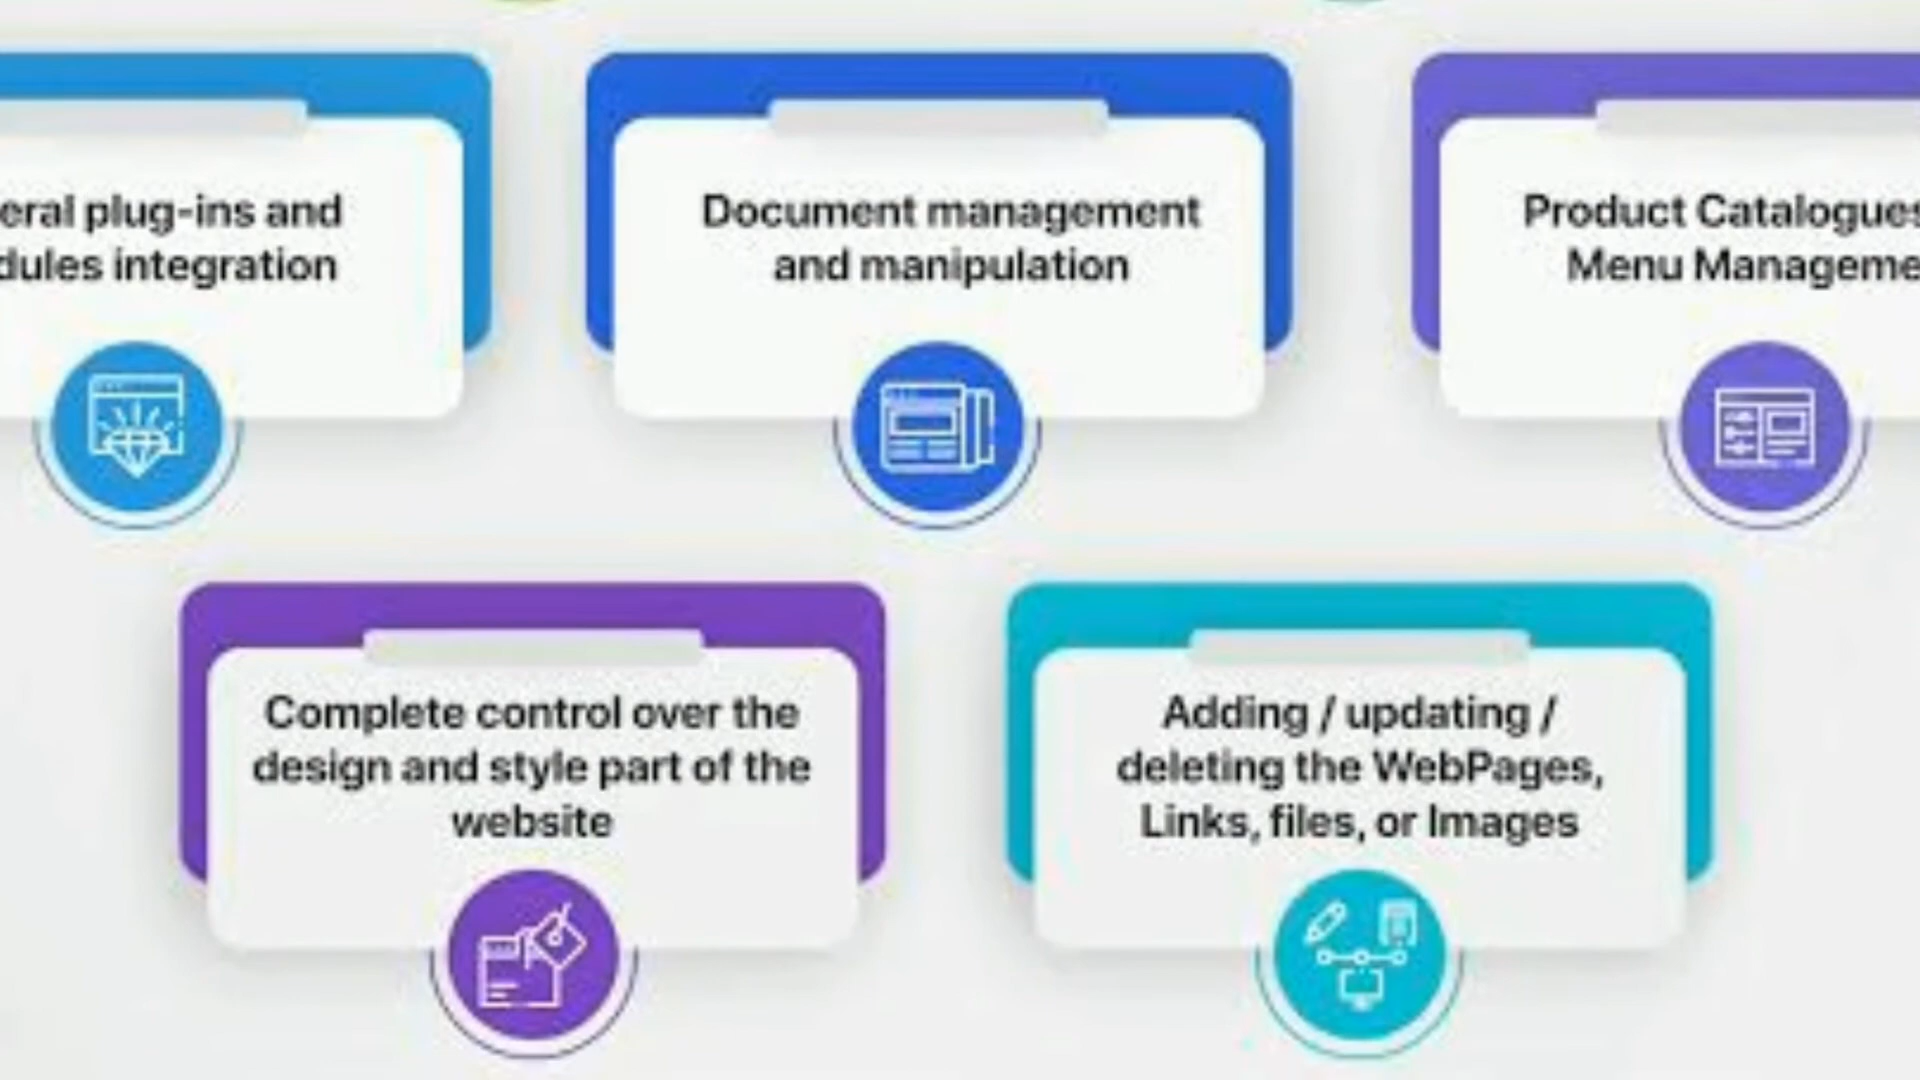 eral plug-ins and
dules integration
Document management
and manipulation
Product Catalogues
Menu Manageme
Complete control over the
design and style part of the
website
Adding / updating /
deleting the WebPages,
Links, files, or Images